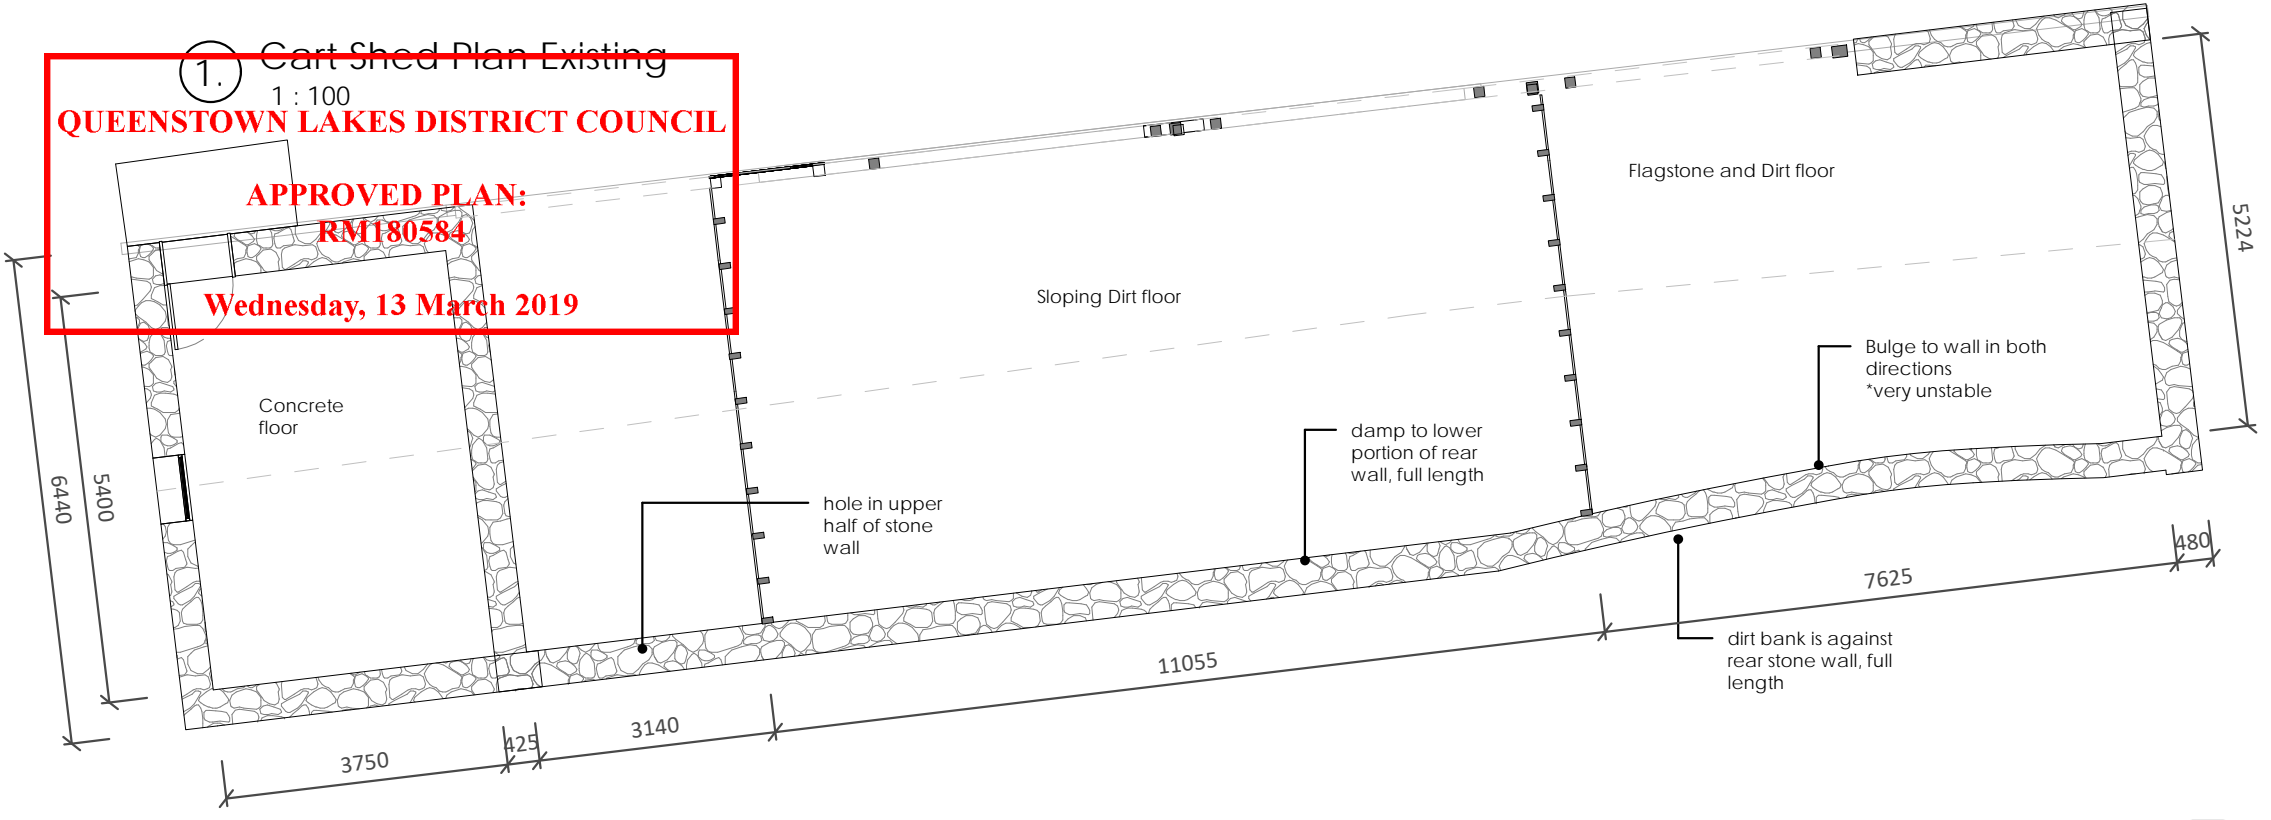 1.
Cart Shed Plan Existing
1 : 100
QUEENSTOWN LAKES DISTRICT COUNCIL
APPROVED PLAN:
RM180584
Wednesday, 13 March 2019
Flagstone and Dirt floor
5224
Sloping Dirt floor
Bulge to wall in both
directions
*very unstable
Concrete
floor
damp to lower
portion of rear
wall, full length
6440
5400
hole in upper
half of stone
wall
480
7625
dirt bank is against
rear stone wall, full
length
11055
3140
425
3750